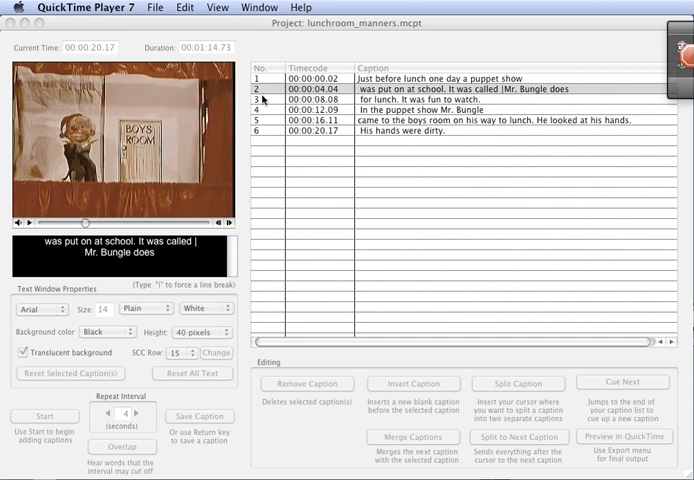 QuickTime Player 7 File Edit View Window Help
Project: lunchroom_manners.mcpt
Current Time: 00:00:20.17 Duration: 00:01:14.73
BOYS
ROOM
was put on at school. It was called |
Mr. Bungle does
(Type "|" to force a line break)
Text Window Properties
Arial Size: 14 Plain White
Background color Black Height: 40 pixels
Translucent background SCC Row: 15 Change
Reset Selected Caption(s) Reset All Text
Repeat Interval
Start 4 Save Caption
(seconds)
Use Start to begin
adding captions
Or use Return key
to save a caption
Overlap
Hear words that the
interval may cut off
No. Timecode Caption
1 00:00:00.02 Just before lunch one day a puppet show
2 00:00:04.04 was put on at school. It was called |Mr. Bungle does
3 00:00:08.08 for lunch. It was fun to watch.
4 00:00:12.09 In the puppet show Mr. Bungle
5 00:00:16.11 came to the boys room on his way to lunch. He looked at his hands.
6 00:00:20.17 His hands were dirty.
Editing
Remove Caption Insert Caption Split Caption Cue Next
Deletes selected caption(s)
Inserts a new blank caption
before the selected caption
Insert your cursor where
you want to split a caption
into two separate captions
Jumps to the end of
your caption list to
cue up a new caption
Merge Captions Split to Next Caption Preview in QuickTime
Merges the next caption
with the selected caption
Sends everything after the
cursor to the next caption
Use Export menu
for final output